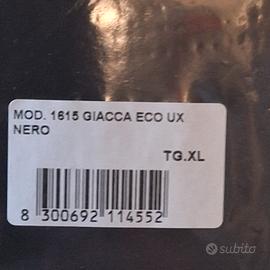 MOD. 1615 GIACCA ECO UX
NERO
TG.XL
8 300692 114552
subito